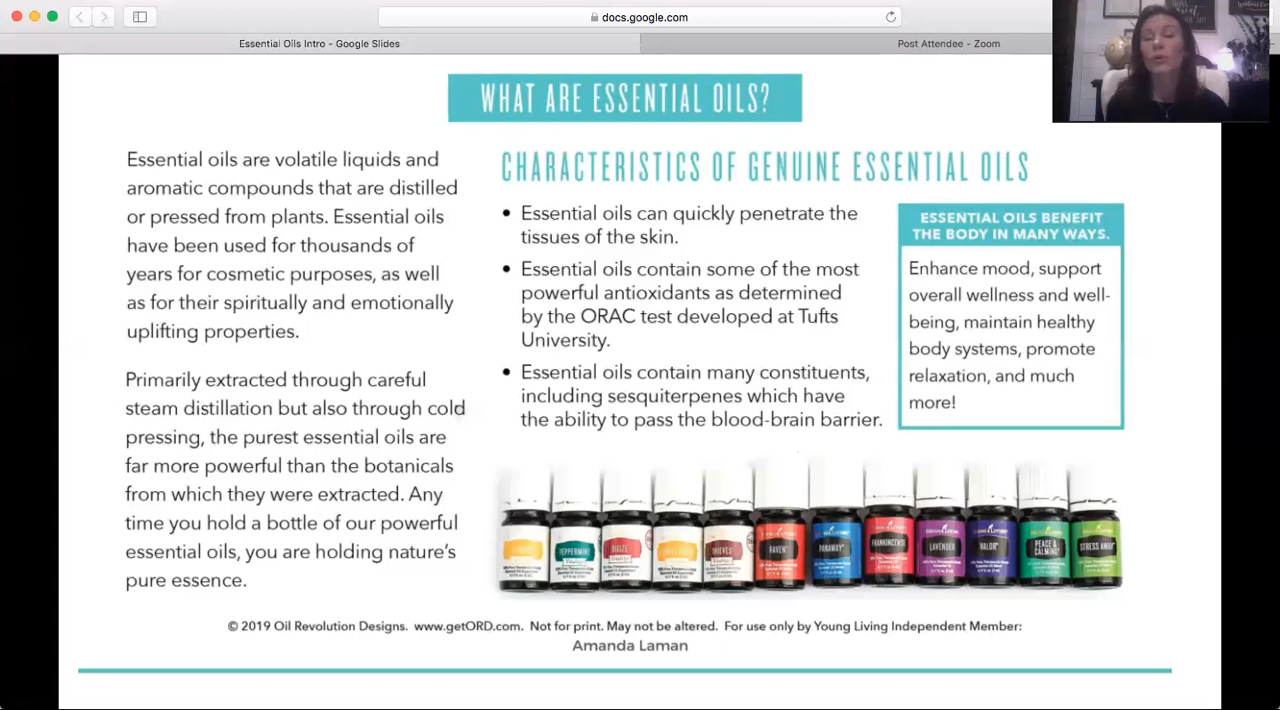 docs.google.com
Essential Oils Intro - Google Slides
Post Attendee - Zoom
WHAT ARE ESSENTIAL OILS?
Essential oils are volatile liquids and
aromatic compounds that are distilled
or pressed from plants. Essential oils
have been used for thousands of
years for cosmetic purposes, as well
as for their spiritually and emotionally
uplifting properties.
Primarily extracted through careful
steam distillation but also through cold
pressing, the purest essential oils are
far more powerful than the botanicals
from which they were extracted. Any
time you hold a bottle of our powerful
essential oils, you are holding nature's
pure essence.
CHARACTERISTICS OF GENUINE ESSENTIAL OILS
• Essential oils can quickly penetrate the
tissues of the skin.
• Essential oils contain some of the most
powerful antioxidants as determined
by the ORAC test developed at Tufts
University.
• Essential oils contain many constituents,
including sesquiterpenes which have
the ability to pass the blood-brain barrier.
ESSENTIAL OILS BENEFIT
THE BODY IN MANY WAYS.
Enhance mood, support
overall wellness and well-
being, maintain healthy
body systems, promote
relaxation, and much
more!
PEPPERMINT
DIGIZE
THIEVES
RAVEN
PANAWAY
FRANKINCENSE
LAVENDER
VALOR
PEACE &
CALMING
STRESS AWAY
© 2019 Oil Revolution Designs. www.getORD.com. Not for print. May not be altered. For use only by Young Living Independent Member:
Amanda Laman